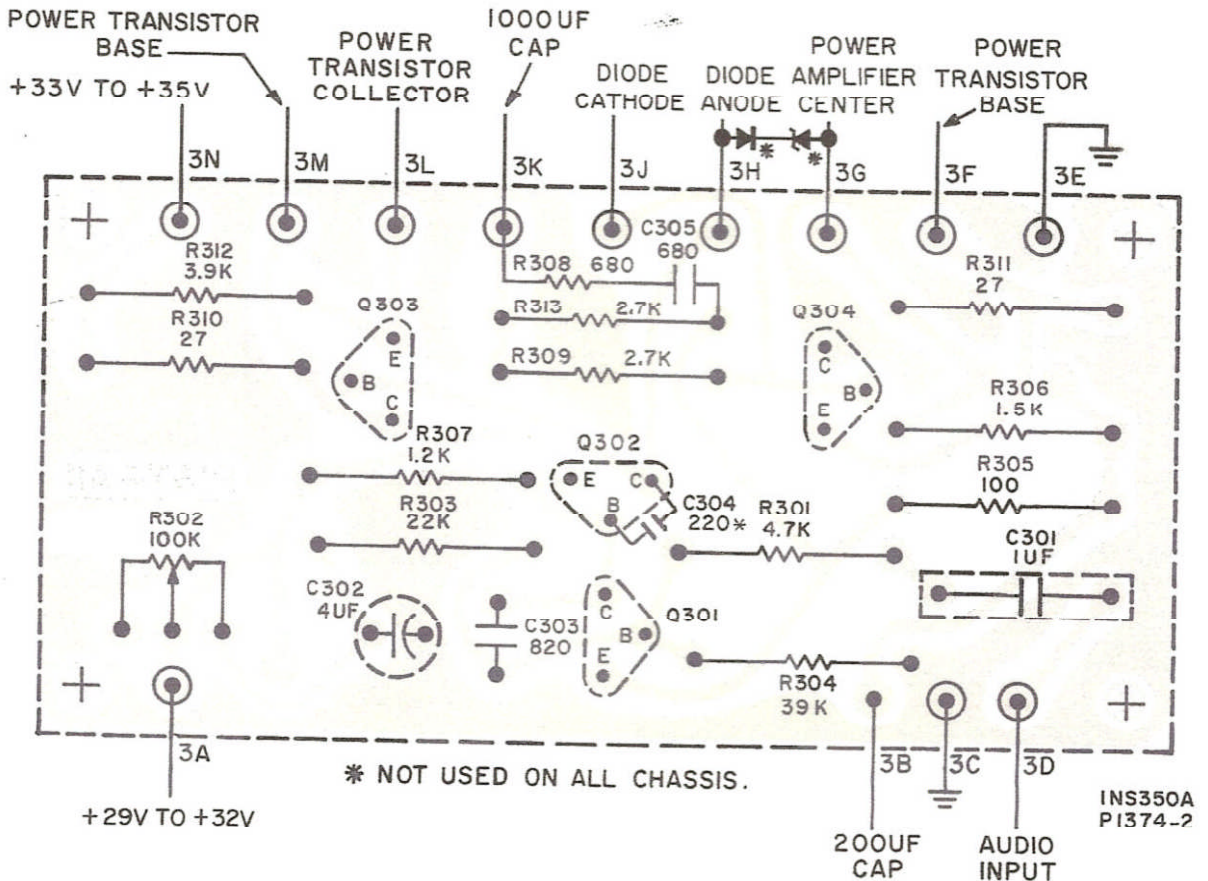 POWER TRANSISTOR
BASE
+33V TO +35V
POWER
TRANSISTOR
COLLECTOR
1000UF
CAP
DIODE
CATHODE
DIODE
ANODE
POWER
AMPLIFIER
CENTER
POWER
TRANSISTOR
BASE
3N
3M
3L
3K
3J
3H
*
*
3G
3F
3E
R312
3.9K
R310
27
Q303
E
B
C
R308 680
C305
680
R313 2.7K
R309 2.7K
Q304
C
B
E
R311
27
R306
1.5K
R305
100
R307
1.2K
R303
22K
Q302
E
C
B
C304
220*
R301
4.7K
C301
1UF
R302
100K
C302
4UF
C303
820
C
B
E
Q301
R304
39K
3A
+29V TO +32V
* NOT USED ON ALL CHASSIS.
3B
3C
3D
200UF
CAP
AUDIO
INPUT
INS350A
P1374-2